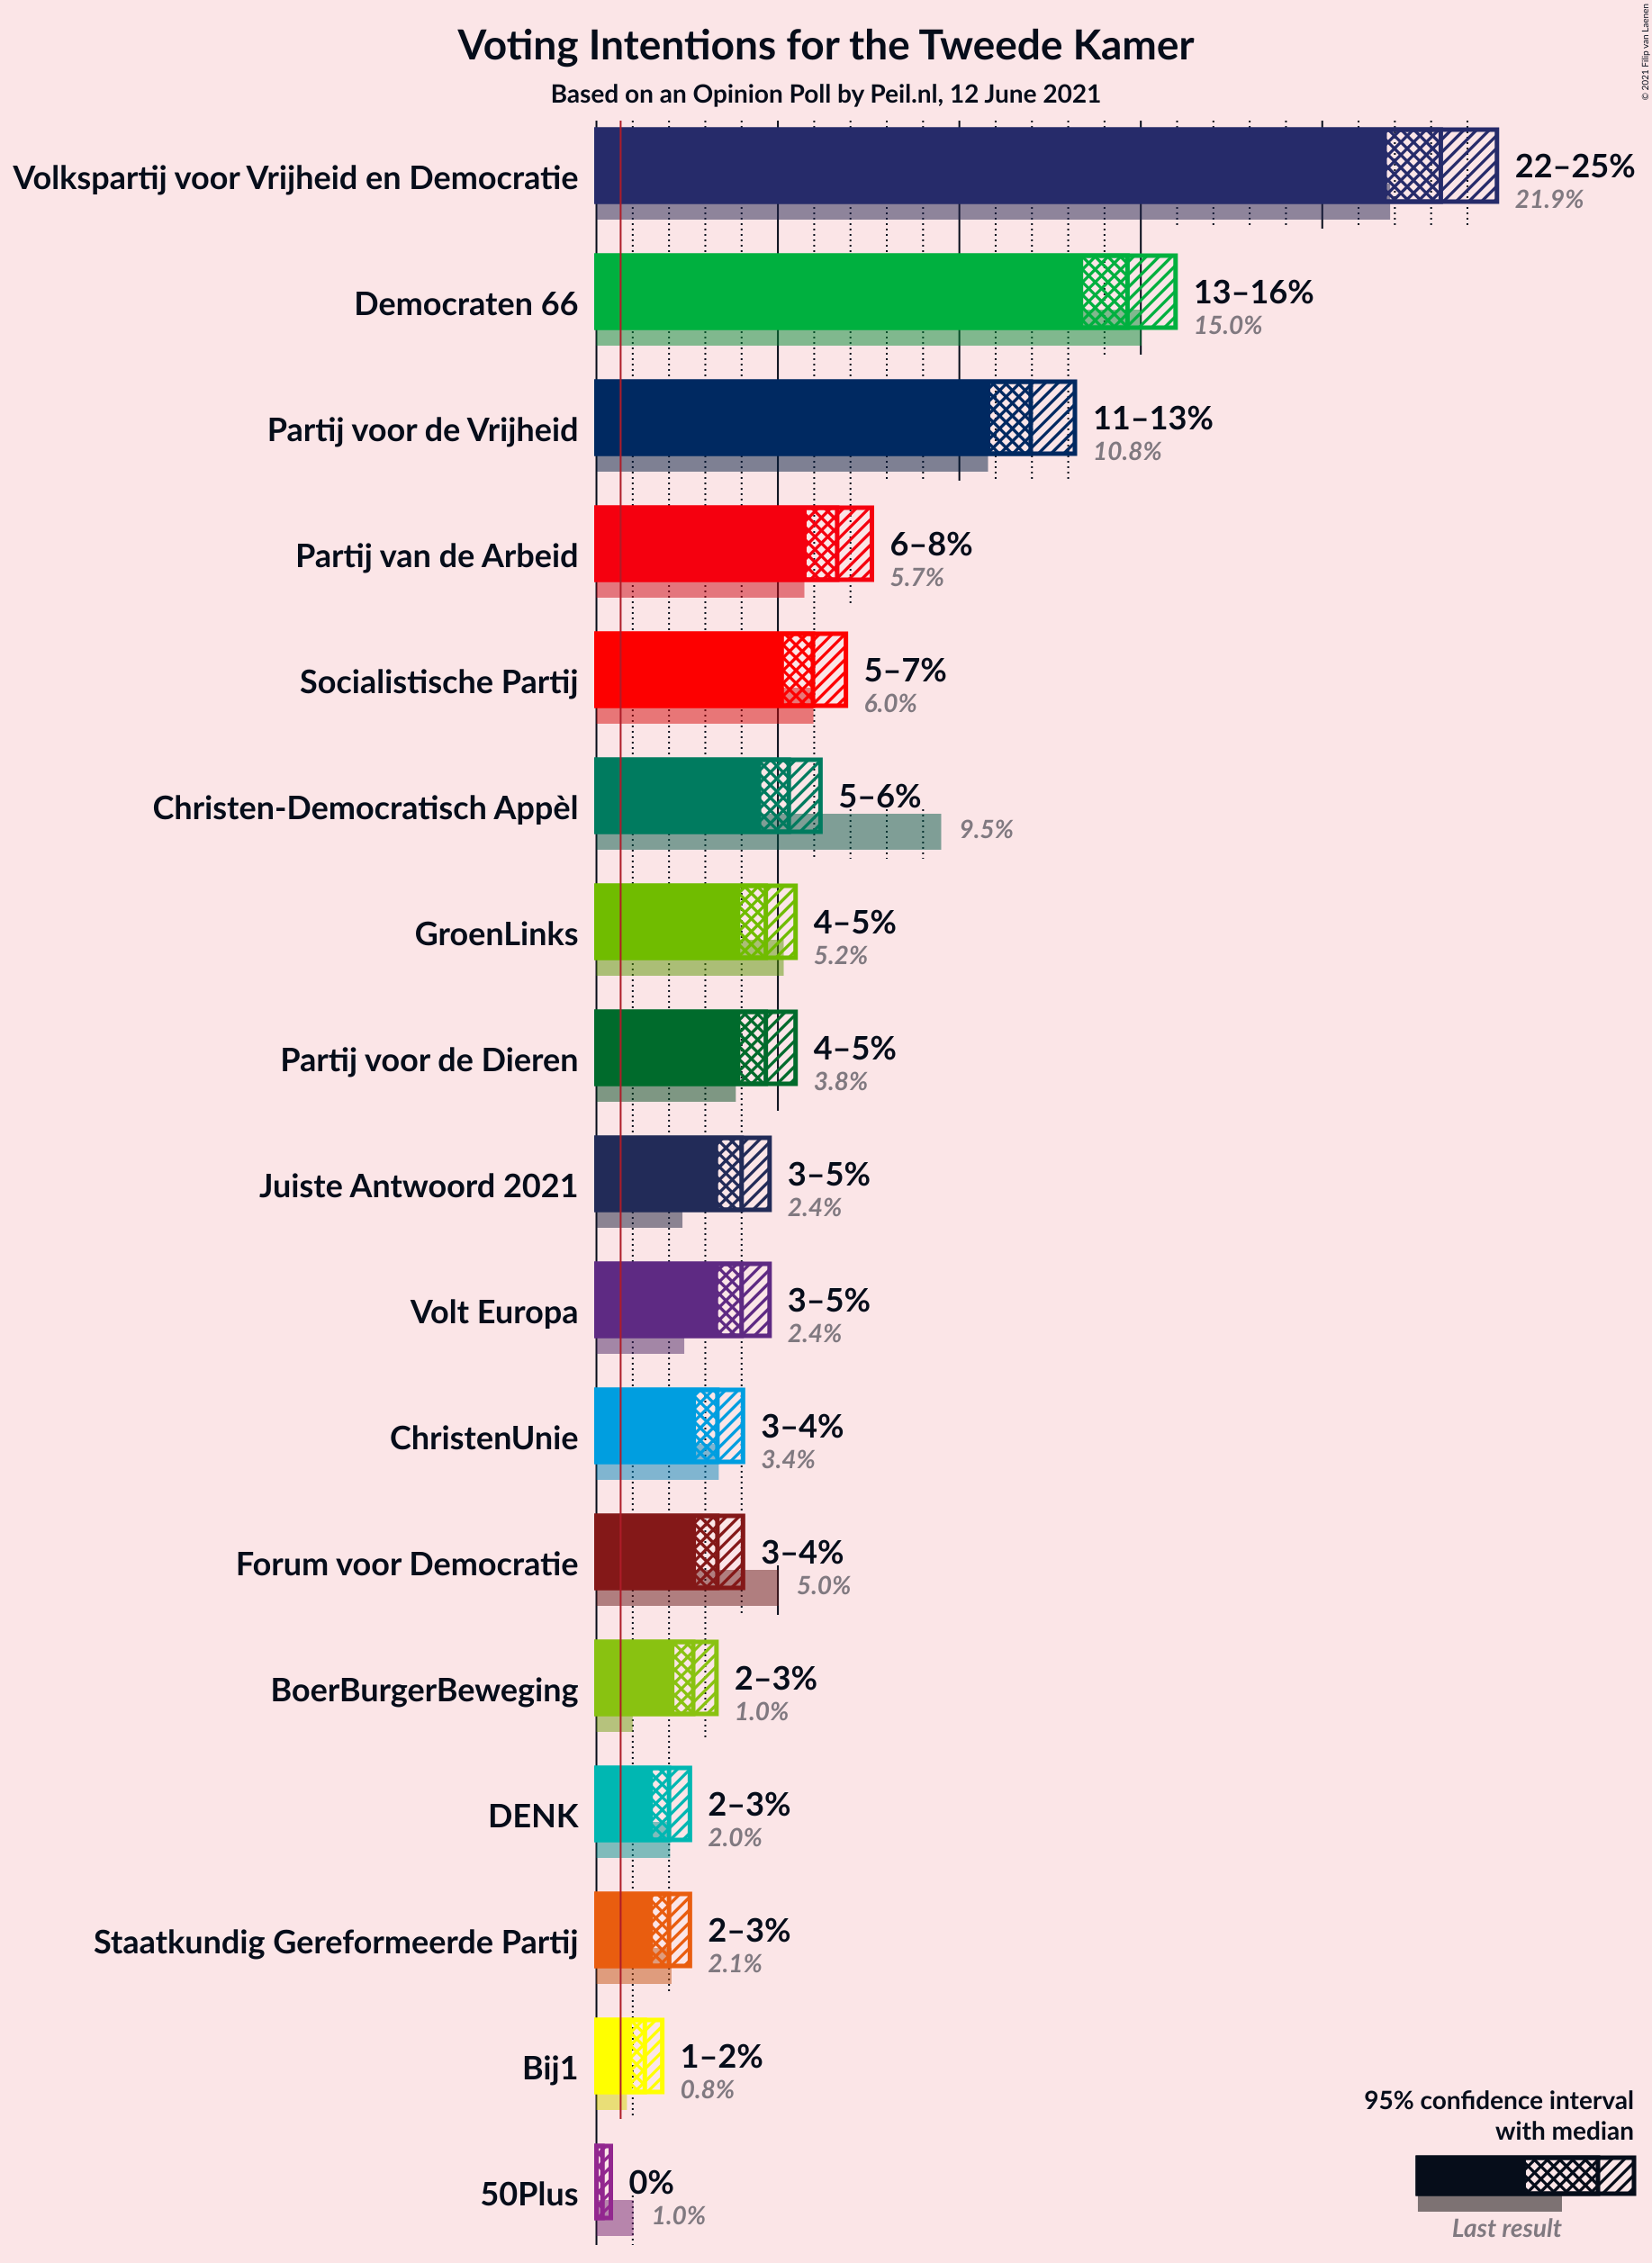 © 2021 Filip van Laenen
Voting Intentions for the Tweede Kamer
Based on an Opinion Poll by Peil.nl, 12 June 2021
Volkspartij voor Vrijheid en Democratie
22–25%
21.9%
Democraten 66
13–16%
15.0%
Partij voor de Vrijheid
11–13%
10.8%
Partij van de Arbeid
6–8%
5.7%
Socialistische Partij
5–7%
6.0%
Christen-Democratisch Appèl
5–6%
9.5%
GroenLinks
4–5%
5.2%
Partij voor de Dieren
4–5%
3.8%
Juiste Antwoord 2021
3–5%
2.4%
Volt Europa
3–5%
2.4%
ChristenUnie
3–4%
3.4%
Forum voor Democratie
3–4%
5.0%
BoerBurgerBeweging
2–3%
1.0%
DENK
2–3%
2.0%
Staatkundig Gereformeerde Partij
2–3%
2.1%
Bij1
1–2%
0.8%
50Plus
0%
1.0%
95% confidence interval
with median
Last result